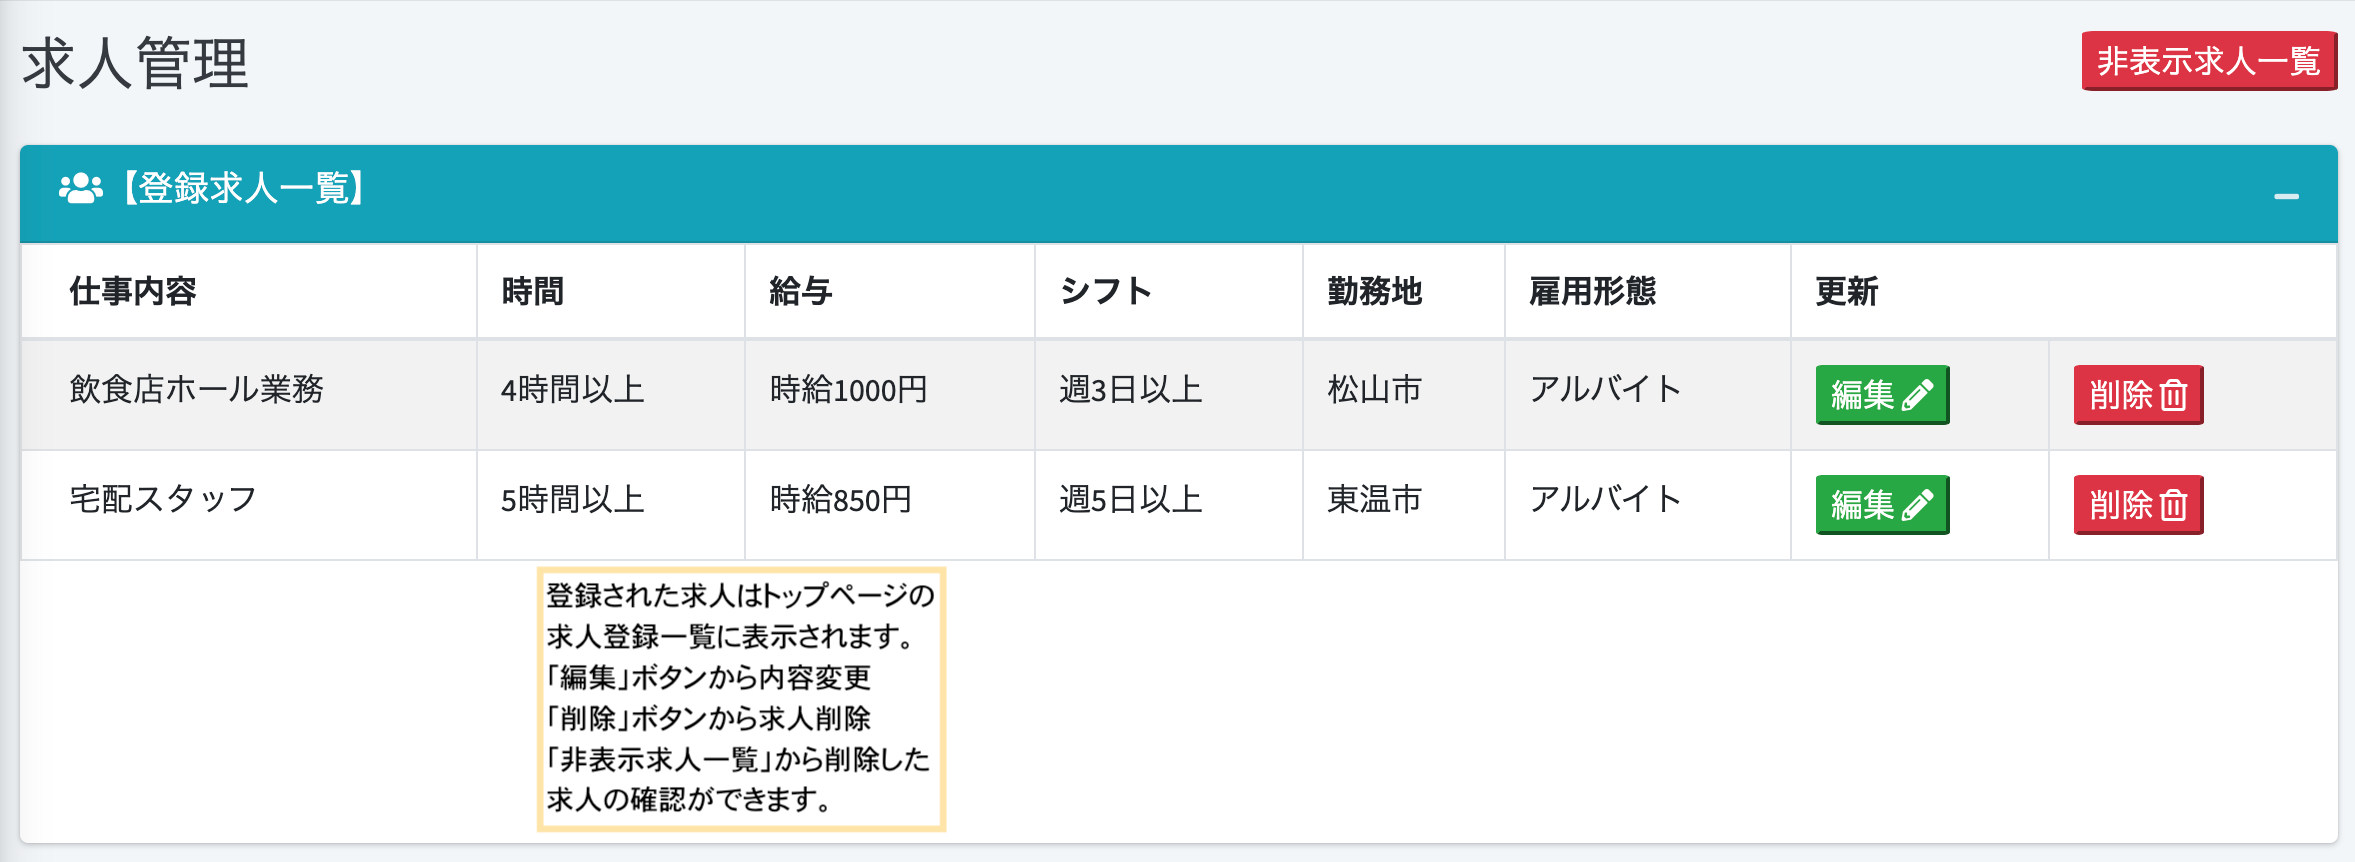 求人管理
非表示求人一覧
【登録求人一覧】
仕事内容 時間 給与 シフト 勤務地 雇用形態 更新
飲食店ホール業務 4時間以上 時給1000円 週3日以上 松山市 アルバイト 編集 削除
宅配スタッフ 5時間以上 時給850円 週5日以上 東温市 アルバイト 編集 削除
登録された求人はトップページの
求人登録一覧に表示されます。
「編集」ボタンから内容変更
「削除」ボタンから求人削除
「非表示求人一覧」から削除した
求人の確認ができます。